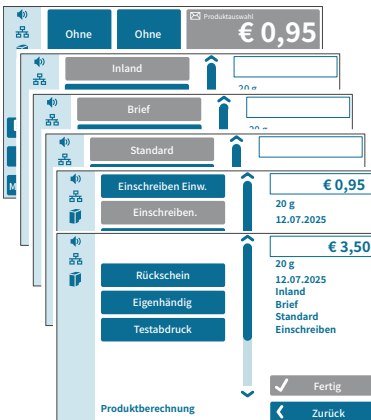 Produktauswahl
Ohne
Ohne
€ 0,95
Inland
Brief
Standard
Einschreiben Einw.
€ 0,95
Einschreiben.
20 g
12.07.2025
€ 3,50
20 g
Rückschein
12.07.2025
Inland
Eigenhändig
Brief
Standard
Testabdruck
Einschreiben
Fertig
Produktberechnung
Zurück